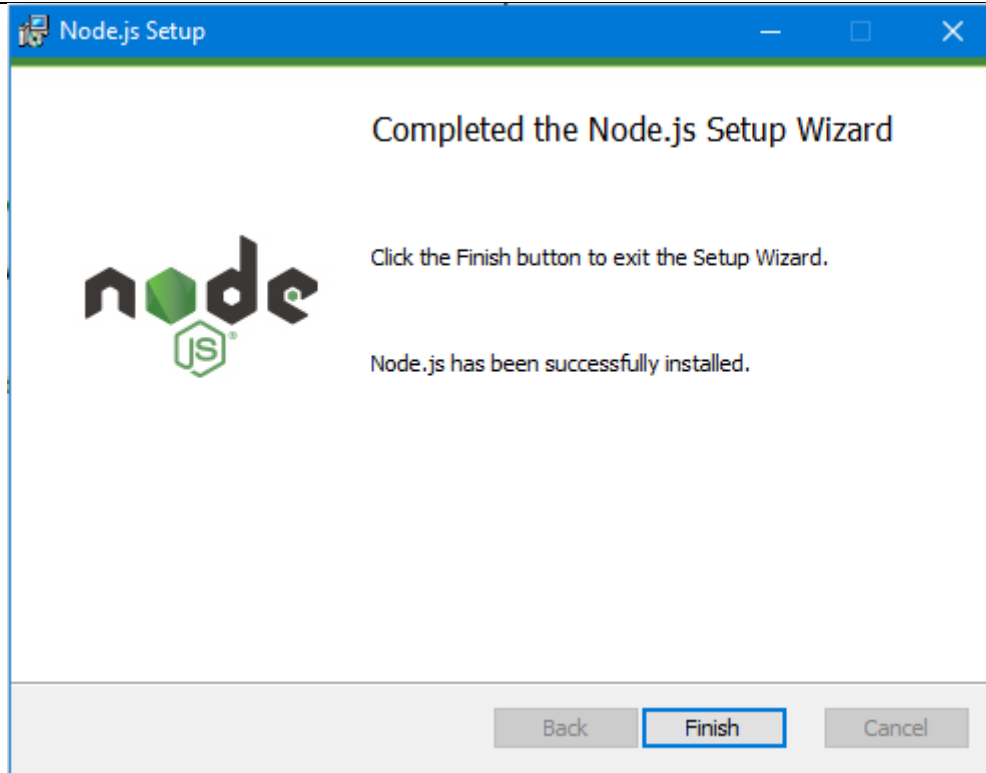 Node.js Setup
Completed the Node.js Setup Wizard
Click the Finish button to exit the Setup Wizard.
node
JS®
Node.js has been successfully installed.
Back
Finish
Cancel